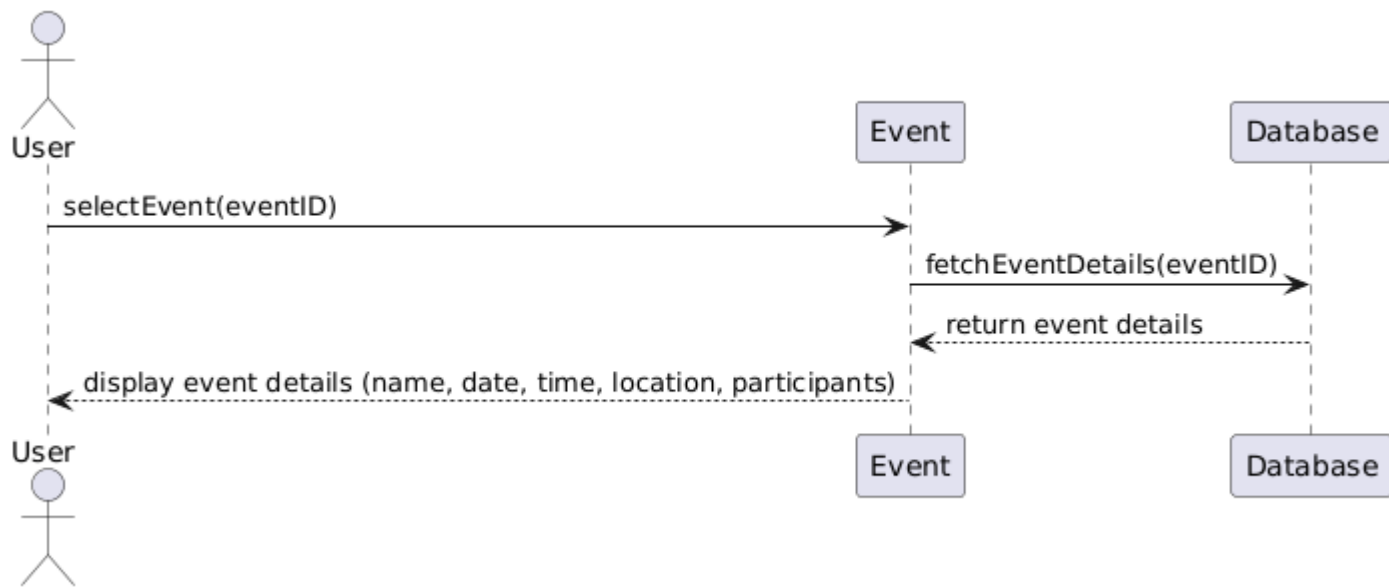 User
Event
Database
selectEvent(eventID)
fetchEventDetails(eventID)
return event details
display event details (name, date, time, location, participants)
User
Event
Database